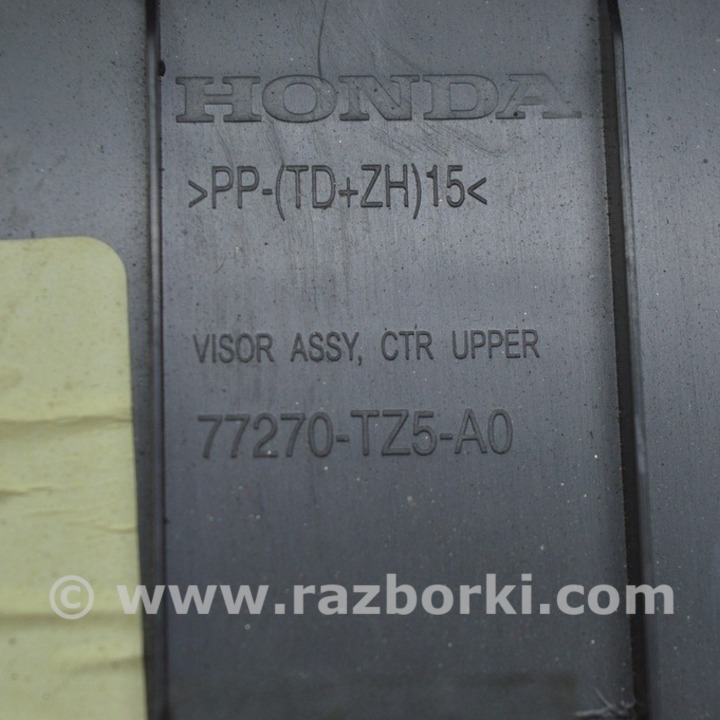 HONDA
>PP-(TD+ZH)15<
VISOR ASSY, CTR UPPER
77270-TZ5-A0
© www.razborki.com